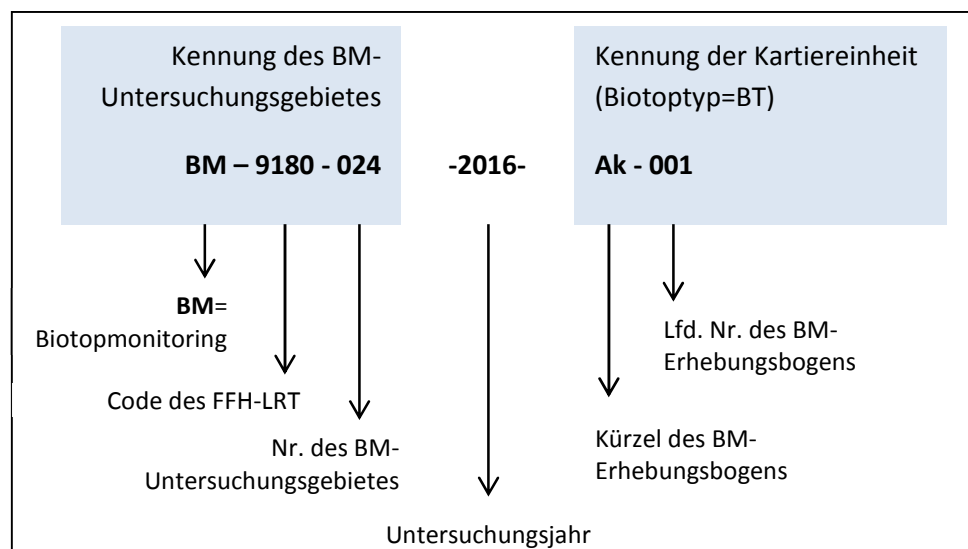 Kennung des BM-
Untersuchungsgebietes
BM – 9180 - 024
-2016-
Kennung der Kartiereinheit
(Biotoptyp=BT)
Ak - 001
BM=
Biotopmonitoring
Code des FFH-LRT
Nr. des BM-
Untersuchungsgebietes
Untersuchungsjahr
Lfd. Nr. des BM-
Erhebungsbogens
Kürzel des BM-
Erhebungsbogens